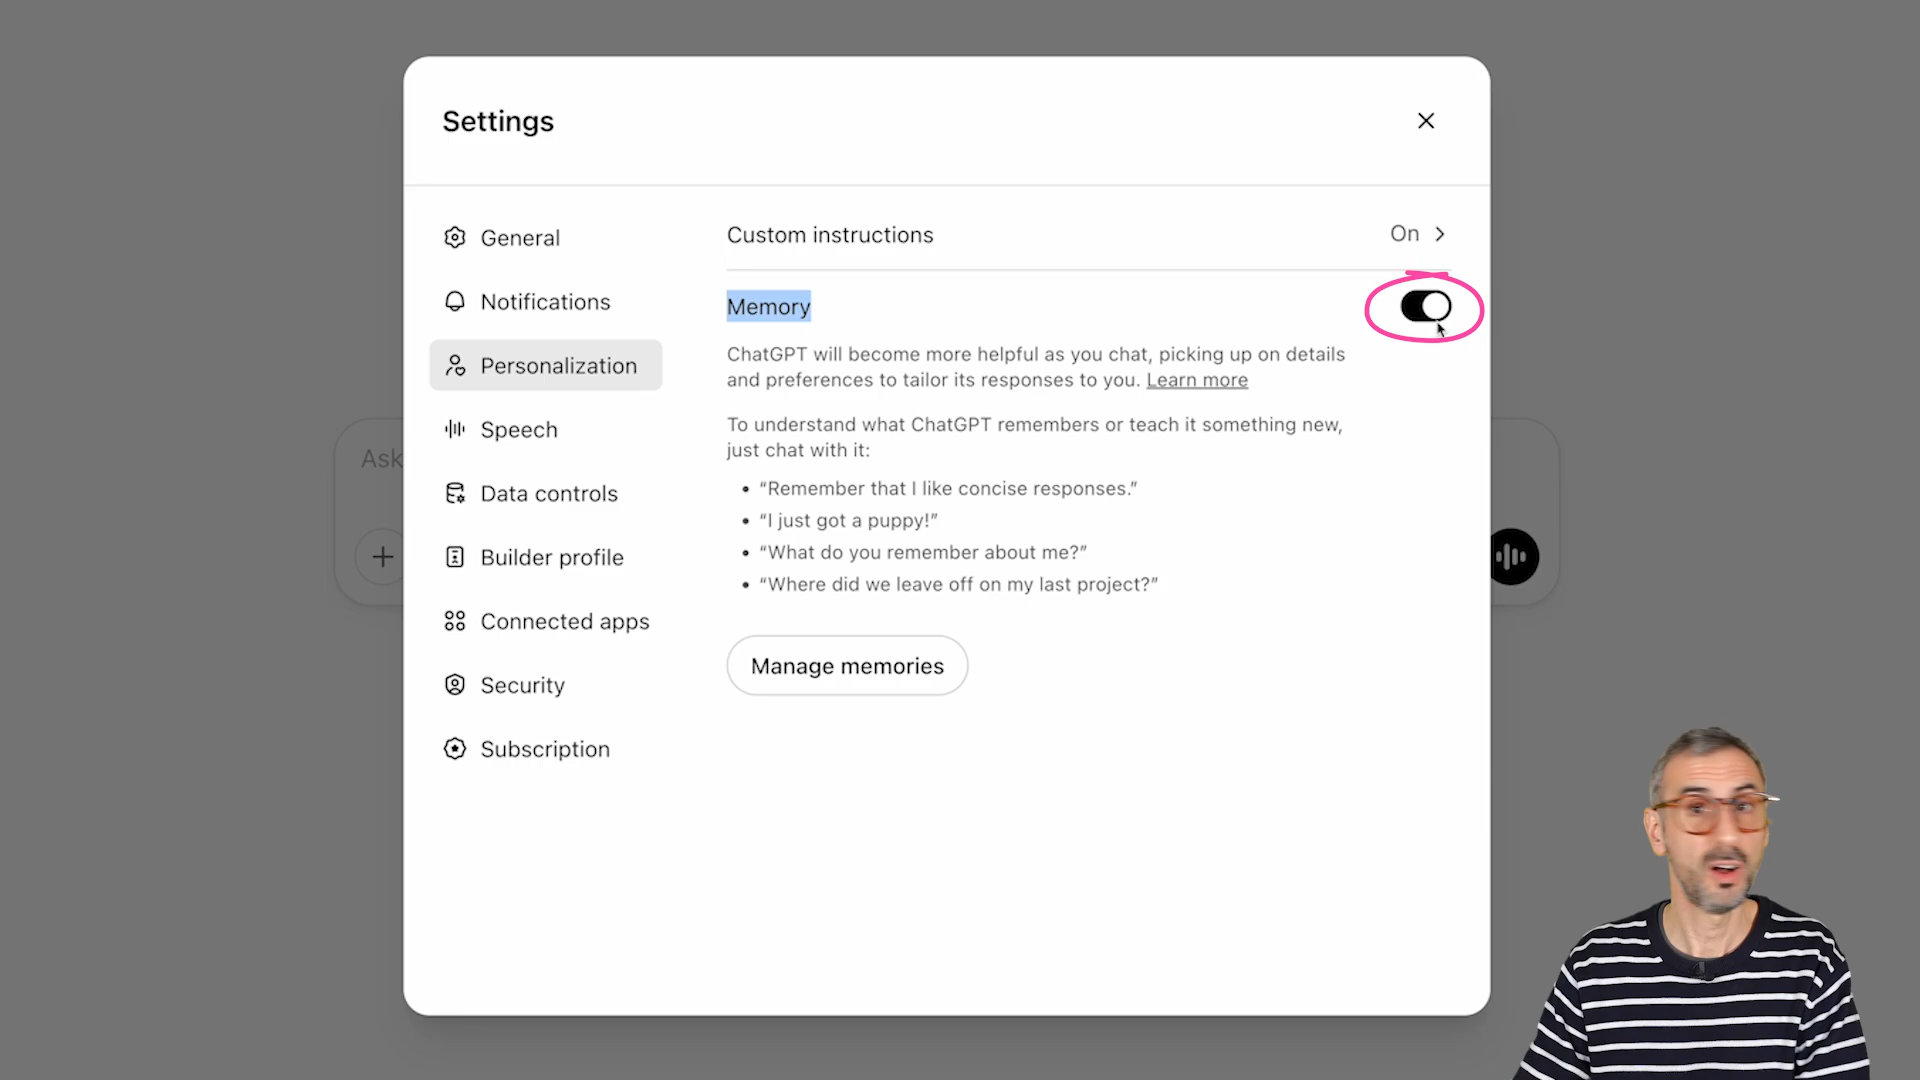 Settings
General
Notifications
Personalization
Speech
Data controls
Builder profile
Connected apps
Security
Subscription
Custom instructions
On
Memory
ChatGPT will become more helpful as you chat, picking up on details
and preferences to tailor its responses to you. Learn more
To understand what ChatGPT remembers or teach it something new,
just chat with it:
• “Remember that I like concise responses.”
• “I just got a puppy!”
• “What do you remember about me?”
• “Where did we leave off on my last project?”
Manage memories
Ask